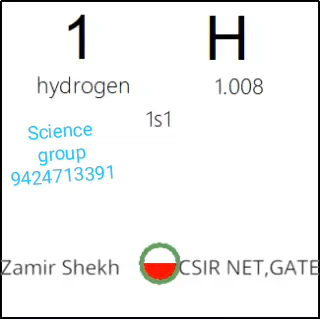 1 H
hydrogen 1.008
1s1
Science
group
9424713391
Zamir Shekh CSIR NET,GATE